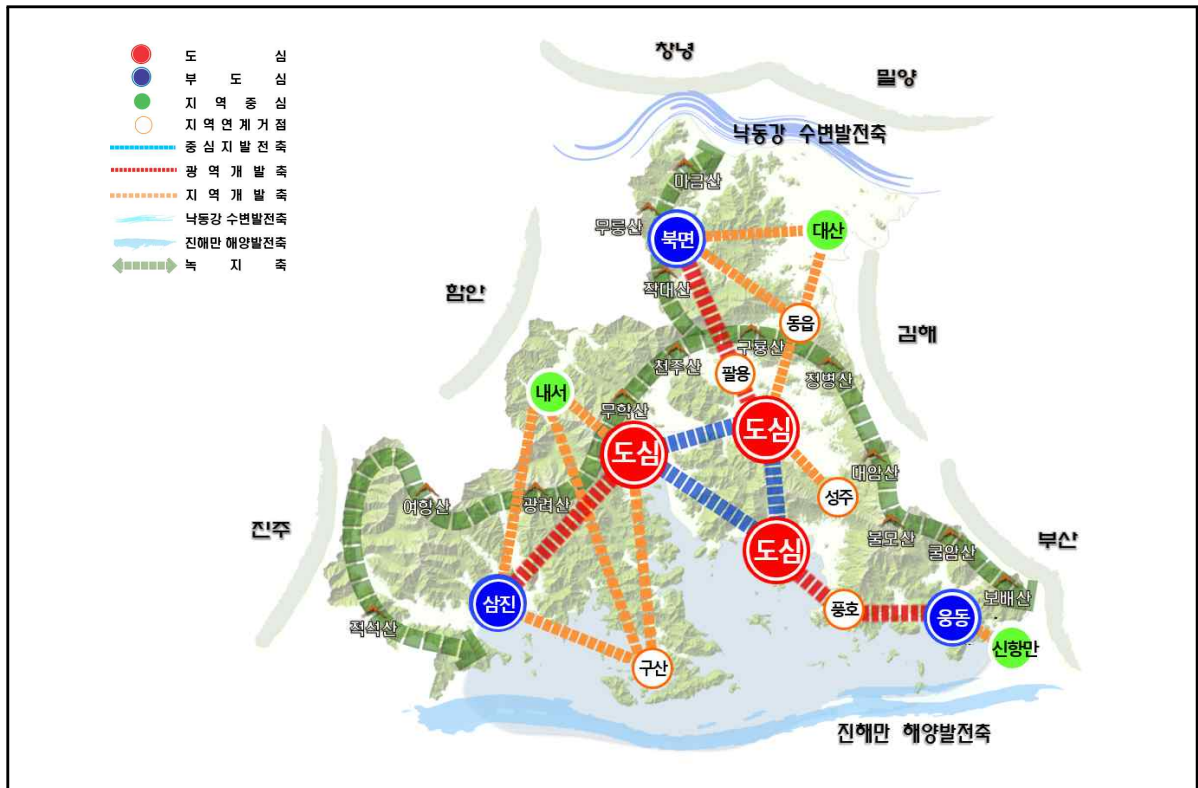 도 심
부 도 심
지 역 중 심
지역연계거점
중심지발전축
광 역 개 발 축
지 역 개 발 축
낙동강 수변발전축
진해만 해양발전축
녹 지 축
창녕
밀양
낙동강 수변발전축
마금산
무릉산
북면
대산
작대산
함안
동읍
김해
구룡산
천주산
팔용
정병산
내서
무학산
도심
도심
대암산
성주
여항산
광려산
진주
도심
불모산
굴암산
부산
보배산
삼진
풍호
웅동
적석산
신항만
구산
진해만 해양발전축